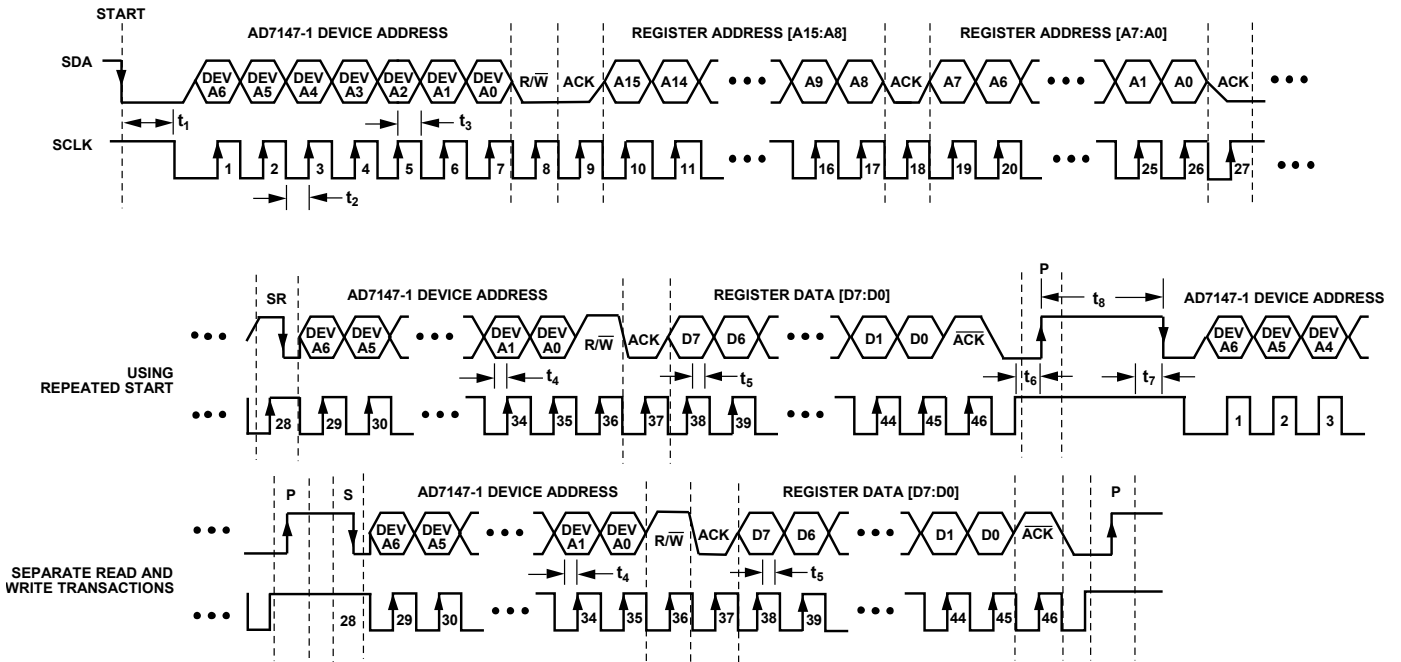 START
AD7147-1 DEVICE ADDRESS REGISTER ADDRESS [A15:A8] REGISTER ADDRESS [A7:A0]
SDA DEV A6 DEV A5 DEV A4 DEV A3 DEV A2 DEV A1 DEV A0 R/W̅ ACK A15 A14 ••• A9 A8 ACK A7 A6 ••• A1 A0 ACK •••
t1 t3
SCLK 1 2 3 4 5 6 7 8 9 10 11 ••• 16 17 18 19 20 ••• 25 26 27 •••
t2
P
SR AD7147-1 DEVICE ADDRESS REGISTER DATA [D7:D0] t8 AD7147-1 DEVICE ADDRESS
••• DEV A6 DEV A5 ••• DEV A1 DEV A0 R/W̅ ACK D7 D6 ••• D1 D0 A̅C̅K̅ DEV A6 DEV A5 DEV A4
USING
REPEATED START
t4 t5 t6 t7
••• 28 29 30 ••• 34 35 36 37 38 39 ••• 44 45 46 1 2 3
P S AD7147-1 DEVICE ADDRESS REGISTER DATA [D7:D0] P
••• DEV A6 DEV A5 ••• DEV A1 DEV A0 R/W̅ ACK D7 D6 ••• D1 D0 A̅C̅K̅
SEPARATE READ AND
WRITE TRANSACTIONS
t4 t5
••• 28 29 30 ••• 34 35 36 37 38 39 ••• 44 45 46